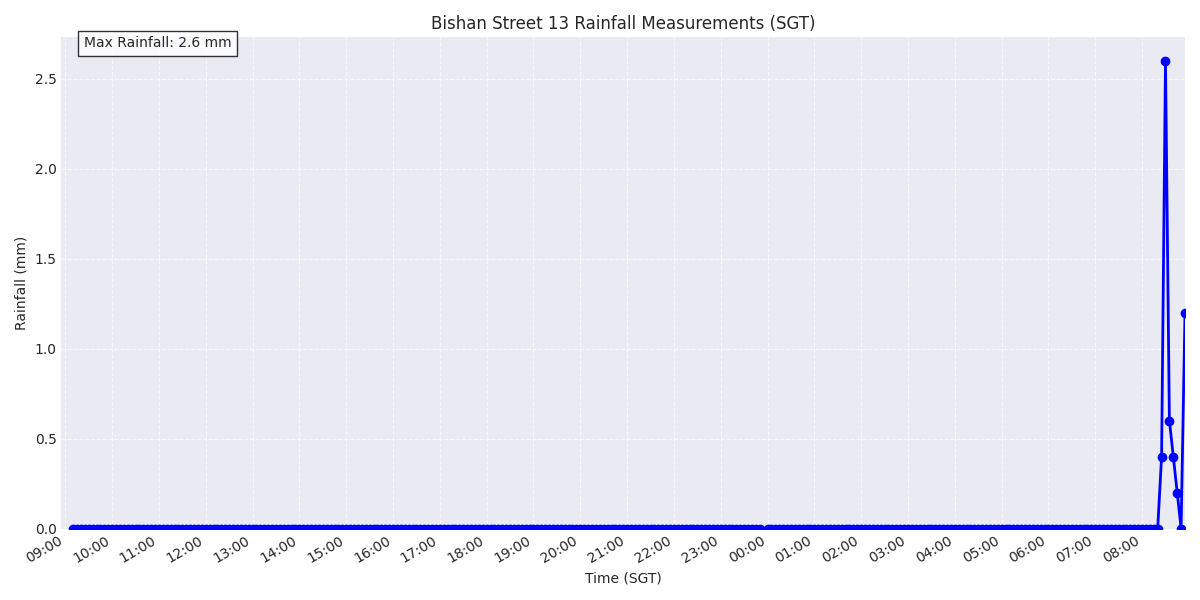 Bishan Street 13 Rainfall Measurements (SGT)
Max Rainfall: 2.6 mm
2.5
2.0
1.5
1.0
0.5
0.0
Rainfall (mm)
09:00 10:00 11:00 12:00 13:00 14:00 15:00 16:00 17:00 18:00 19:00 20:00 21:00 22:00 23:00 00:00 01:00 02:00 03:00 04:00 05:00 06:00 07:00 08:00
Time (SGT)